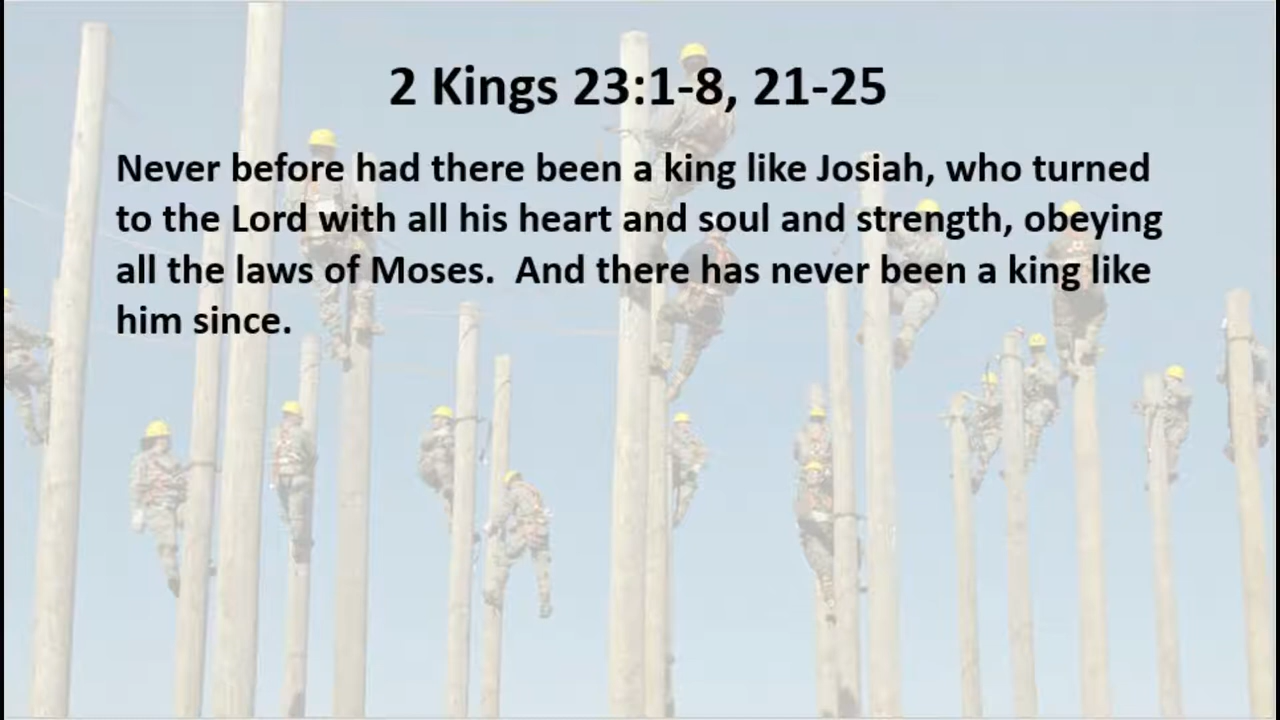 2 Kings 23:1-8, 21-25
Never before had there been a king like Josiah, who turned
to the Lord with all his heart and soul and strength, obeying
all the laws of Moses.  And there has never been a king like
him since.